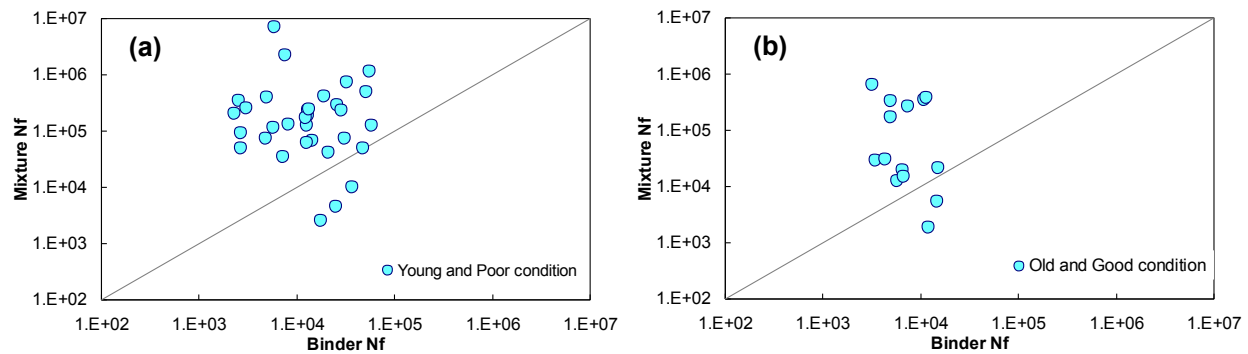 (a)
1.E+07
1.E+06
1.E+05
1.E+04
1.E+03
1.E+02
Mixture Nf
Young and Poor condition
1.E+02 1.E+03 1.E+04 1.E+05 1.E+06 1.E+07
Binder Nf
(b)
1.E+07
1.E+06
1.E+05
1.E+04
1.E+03
1.E+02
Mixture Nf
Old and Good condition
1.E+02 1.E+03 1.E+04 1.E+05 1.E+06 1.E+07
Binder Nf